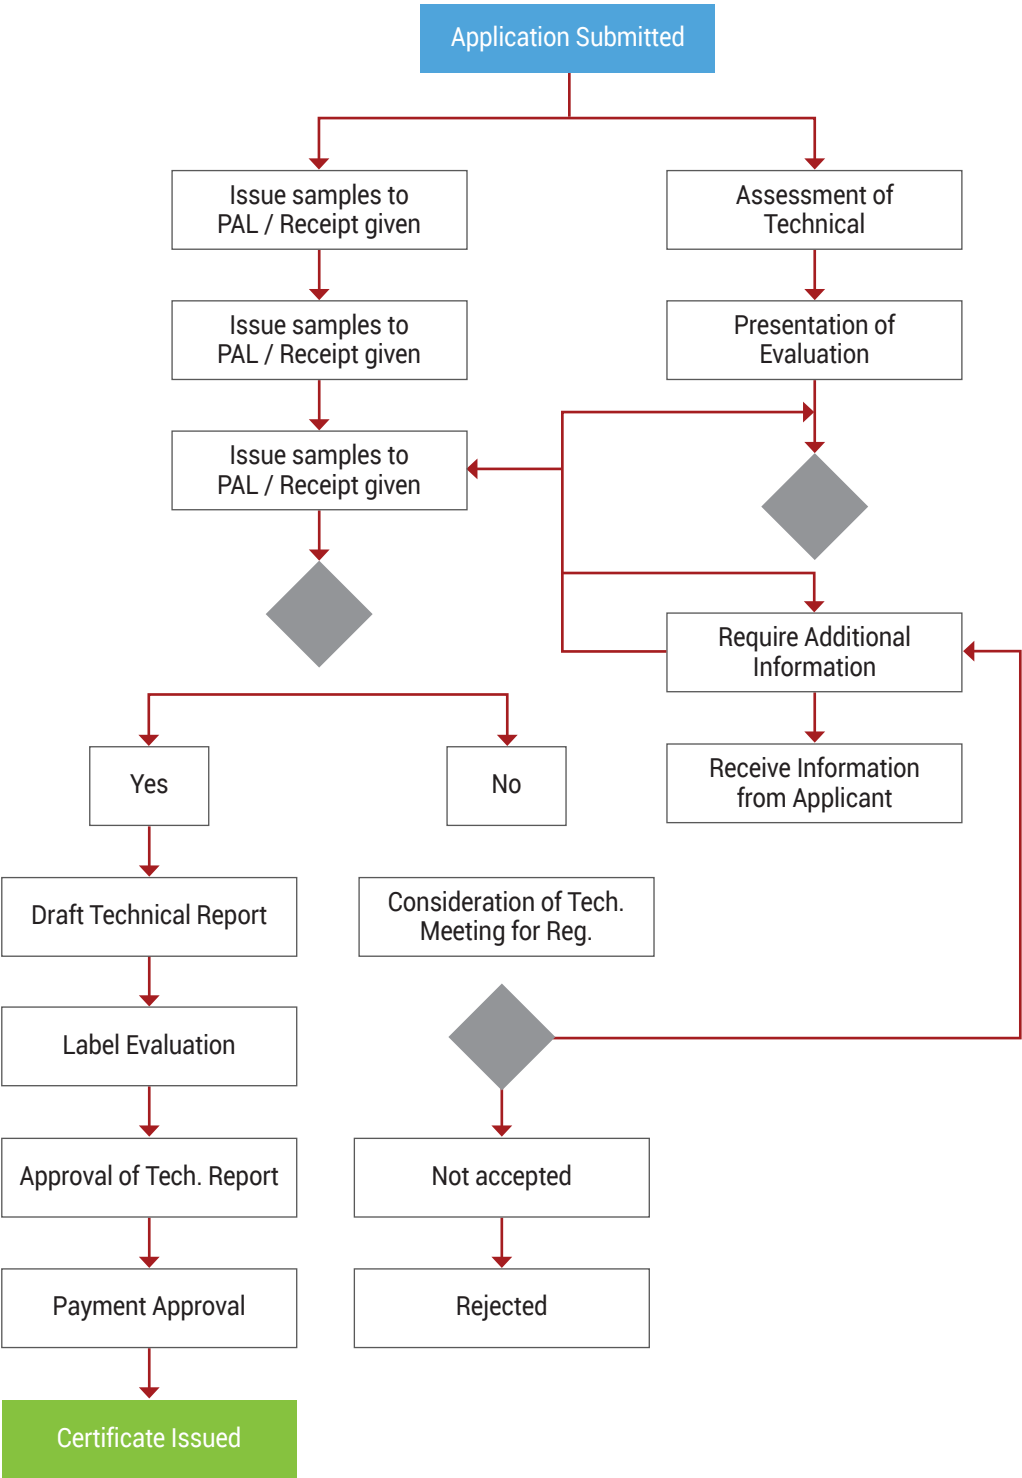 Application Submitted
Issue samples to
PAL / Receipt given
Assessment of
Technical
Issue samples to
PAL / Receipt given
Presentation of
Evaluation
Issue samples to
PAL / Receipt given
Require Additional
Information
Yes
No
Receive Information
from Applicant
Draft Technical Report
Consideration of Tech.
Meeting for Reg.
Label Evaluation
Approval of Tech. Report
Not accepted
Payment Approval
Rejected
Certificate Issued